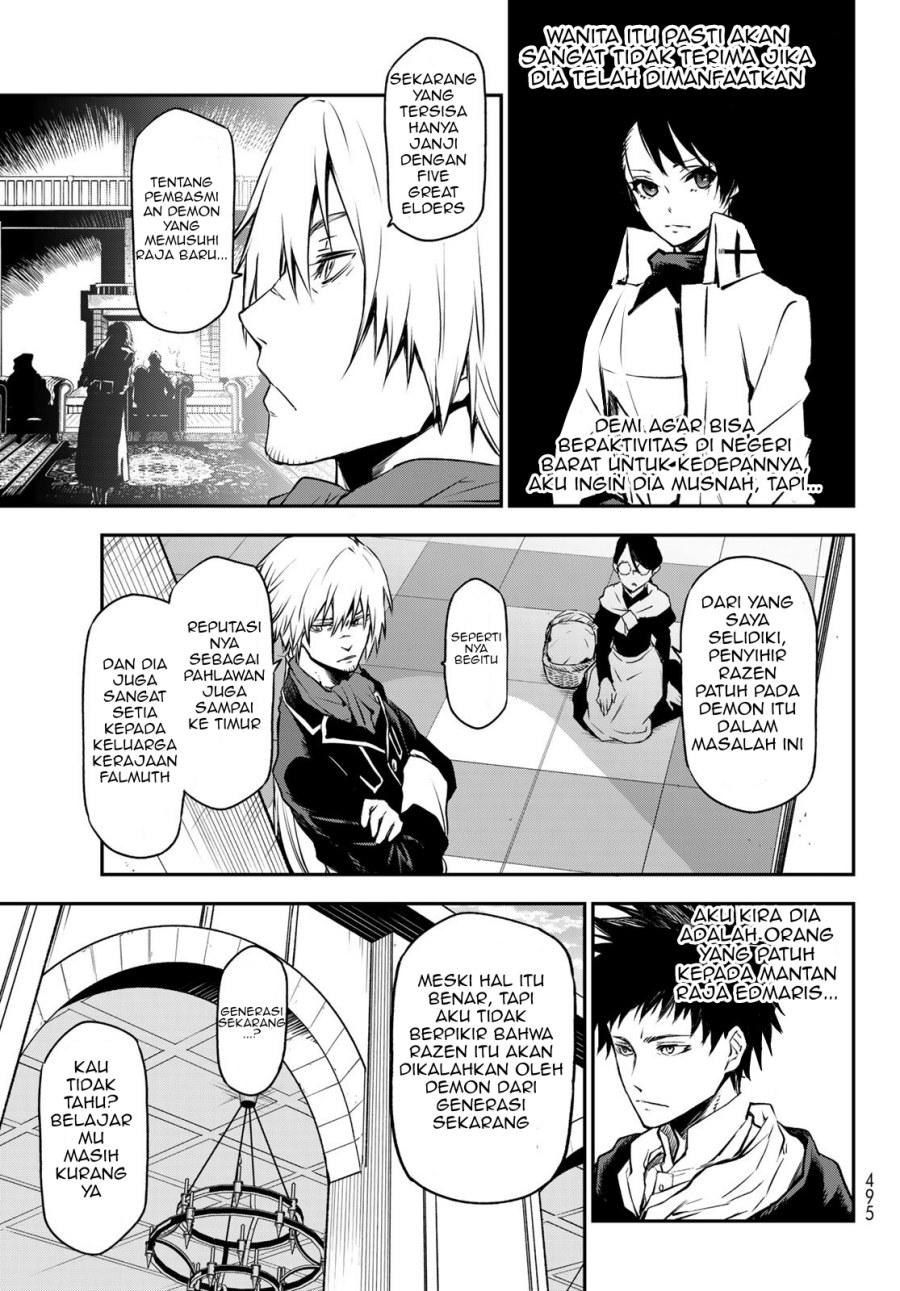 WANITA ITU PASTI AKAN
SANGAT TIDAK TERIMA JIKA
DIA TELAH DIMANFAATKAN
DEMI AGAR BISA
BERAKTIVITAS DI NEGERI
BARAT UNTUK KEDEPANNYA,
AKU INGIN DIA MUSNAH, TAPI...
SEKARANG
YANG
TERSISA
HANYA
JANJI
DENGAN
FIVE
GREAT
ELDERS
TENTANG
PEMBASMI
AN DEMON
YANG
MEMUSUHI
RAJA BARU...
DARI YANG
SAYA
SELIDIKI,
PENYIHIR
RAZEN
PATUH PADA
DEMON ITU
DALAM
MASALAH INI
SEPERTI
NYA
BEGITU
REPUTASI
NYA
SEBAGAI
PAHLAWAN
JUGA
SAMPAI
KE TIMUR
DAN DIA
JUGA
SANGAT
SETIA
KEPADA
KELUARGA
KERAJAAN
FALMUTH
AKU KIRA DIA
ADALAH ORANG
YANG PATUH
KEPADA MANTAN
RAJA EDMARIS...
MESKI HAL ITU
BENAR, TAPI
AKU TIDAK
BERPIKIR BAHWA
RAZEN ITU AKAN
DIKALAHKAN OLEH
DEMON DARI
GENERASI
SEKARANG
GENERASI
SEKARANG
...?
KAU
TIDAK
TAHU?
BELAJAR
MU
MASIH
KURANG
YA
495